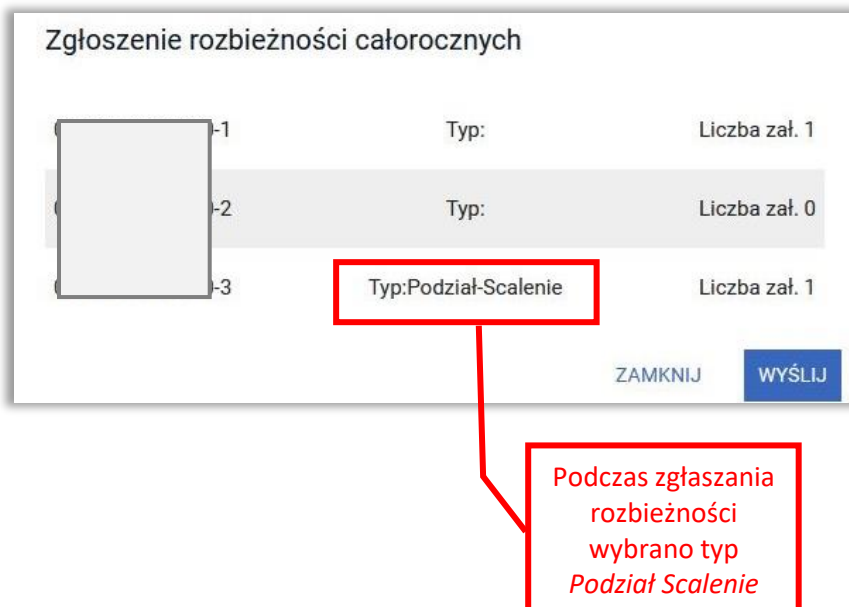 Zgłoszenie rozbieżności całorocznych
-1 Typ: Liczba zał. 1
-2 Typ: Liczba zał. 0
-3 Typ:Podział-Scalenie Liczba zał. 1
ZAMKNIJ WYŚLIJ
Podczas zgłaszania
rozbieżności
wybrano typ
Podział Scalenie